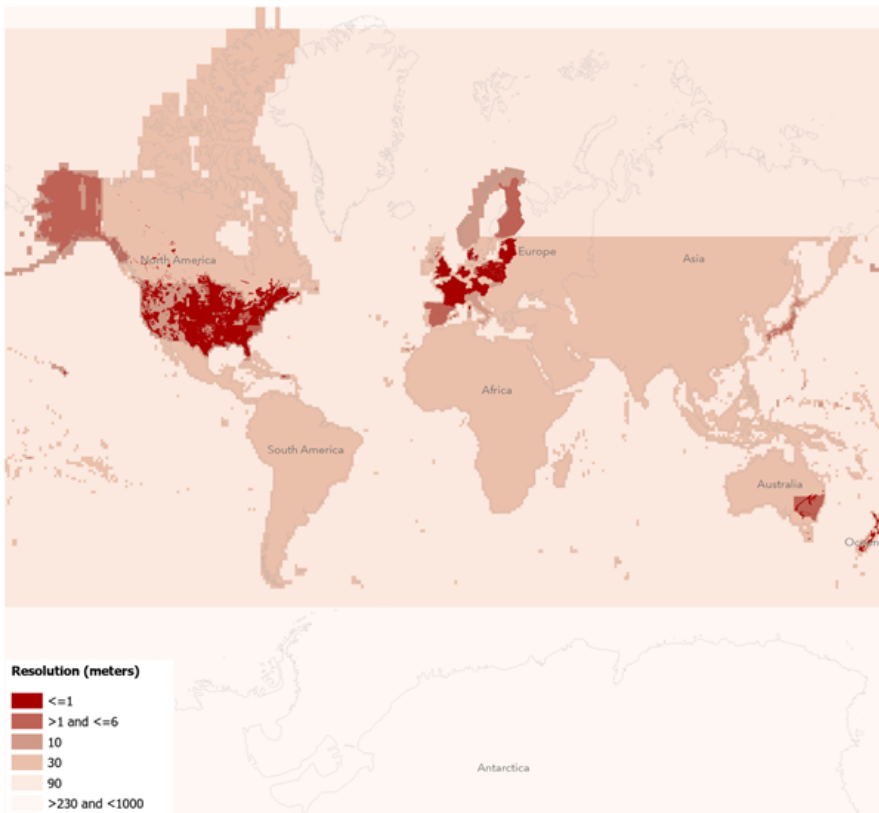 North America
Europe
Asia
Africa
South America
Australia
Resolution (meters)
<=1
>1 and <=6
10
30
90
>230 and <1000
Antarctica